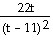 22t
(t - 11)²